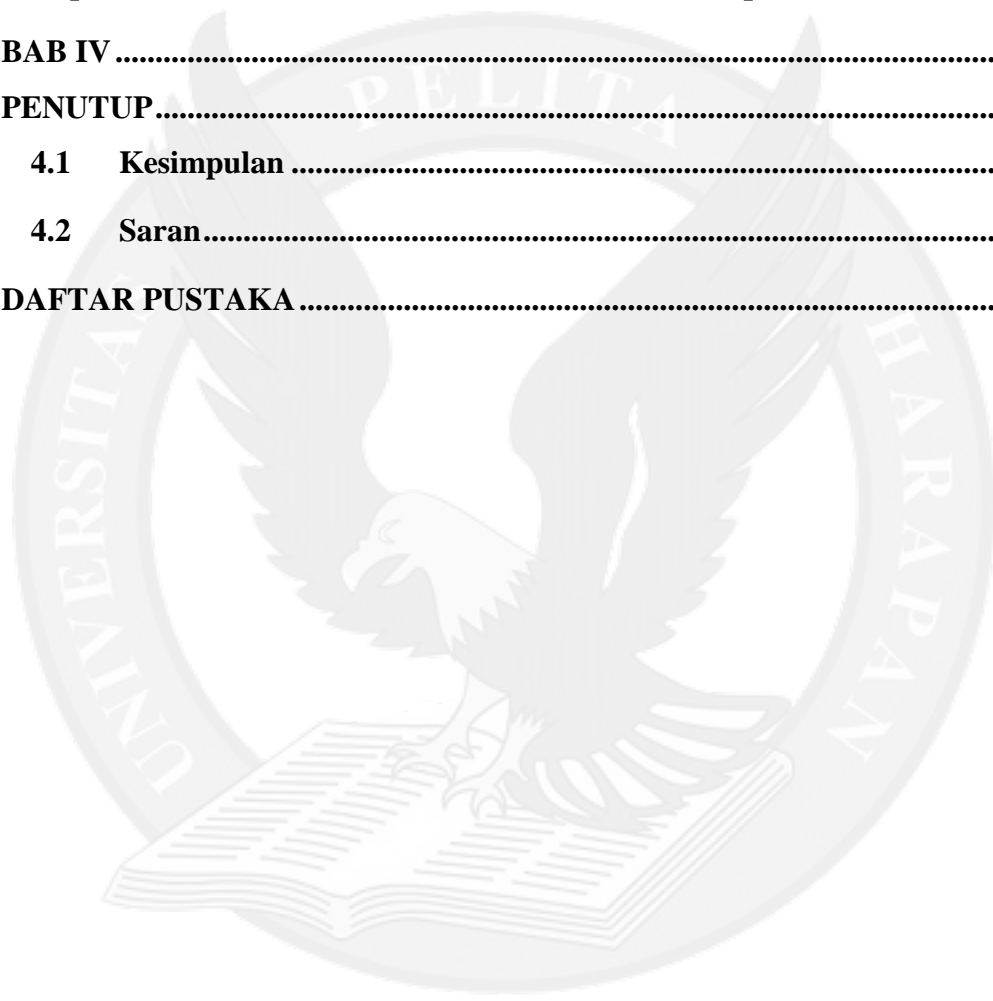 BAB IV ............................................................
PENUTUP ............................................................
4.1 Kesimpulan ............................................................
4.2 Saran ............................................................
DAFTAR PUSTAKA ............................................................
UNIVERSITAS PELITA HARAPAN